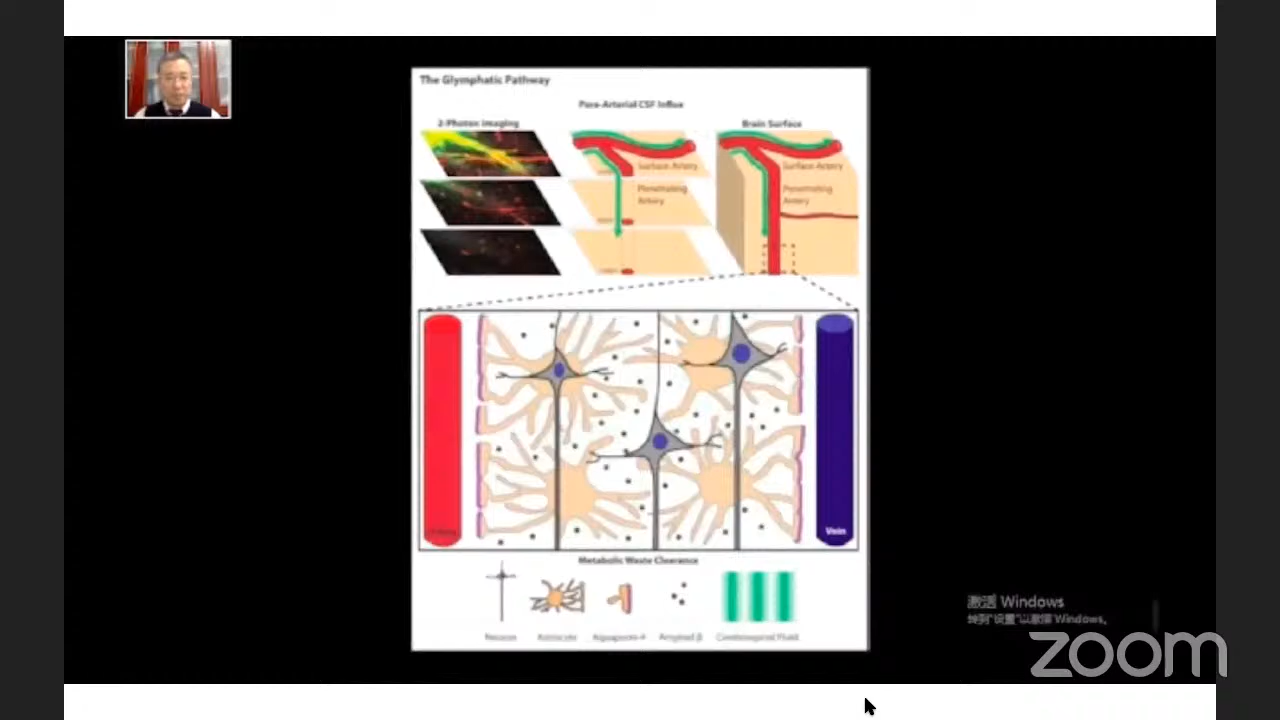 The Glymphatic Pathway
Para-Arterial CSF Influx
2-Photon Imaging
Brain Surface
Surface Artery
Surface Artery
Penetrating
Artery
Penetrating
Artery
Vein
Metabolic Waste Clearance
Neuron
Astrocyte
Aquaporin-4
Amyloid β
Cerebrospinal Fluid
激活 Windows
转到"设置"以激活 Windows。
zoom